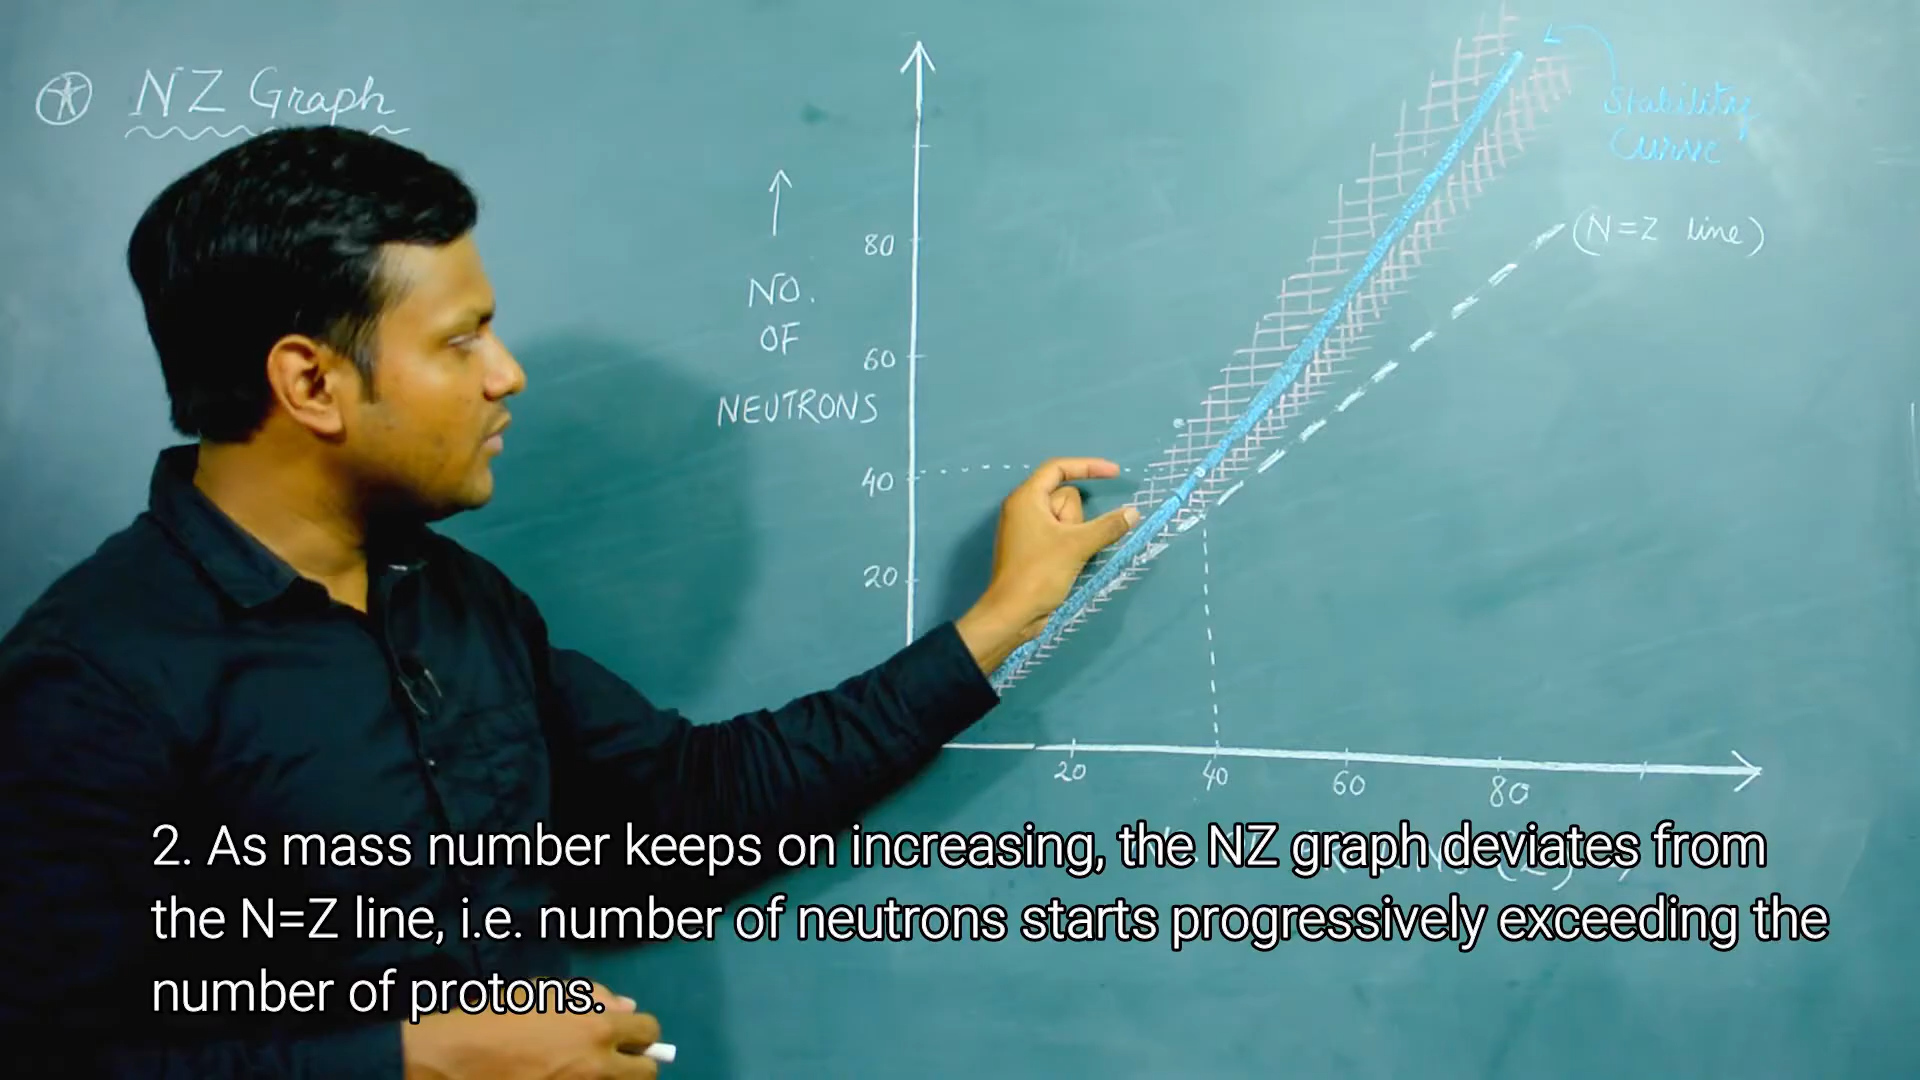 NZ Graph
Stability
Curve
(N=Z line)
NO.
OF
NEUTRONS
80
60
40
20
20 40 60 80
2. As mass number keeps on increasing, the NZ graph deviates from
the N=Z line, i.e. number of neutrons starts progressively exceeding the
number of protons.